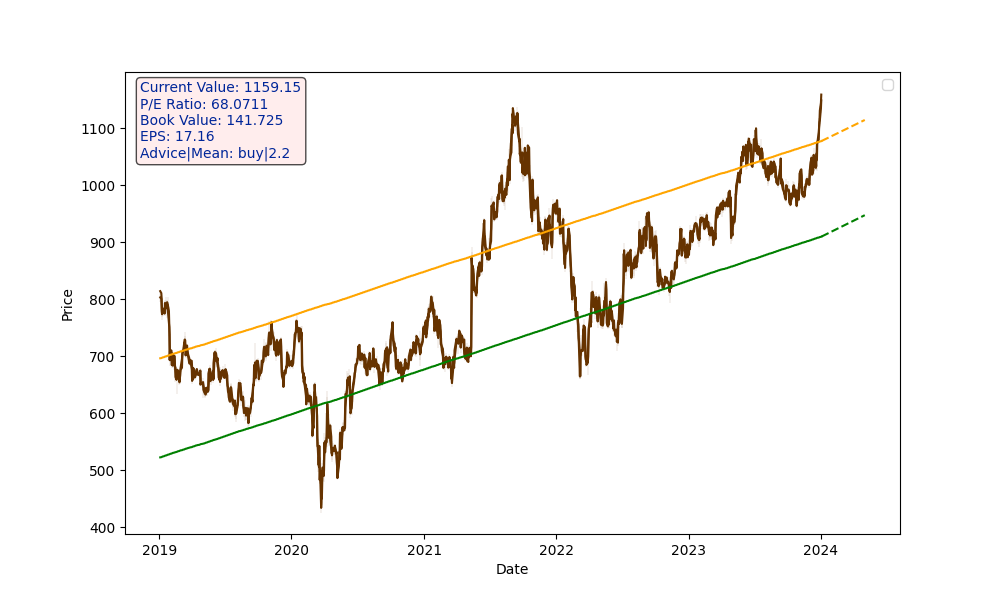 Current Value: 1159.15
P/E Ratio: 68.0711
Book Value: 141.725
EPS: 17.16
Advice|Mean: buy|2.2
1100
1000
900
800
700
600
500
400
Price
2019 2020 2021 2022 2023 2024
Date